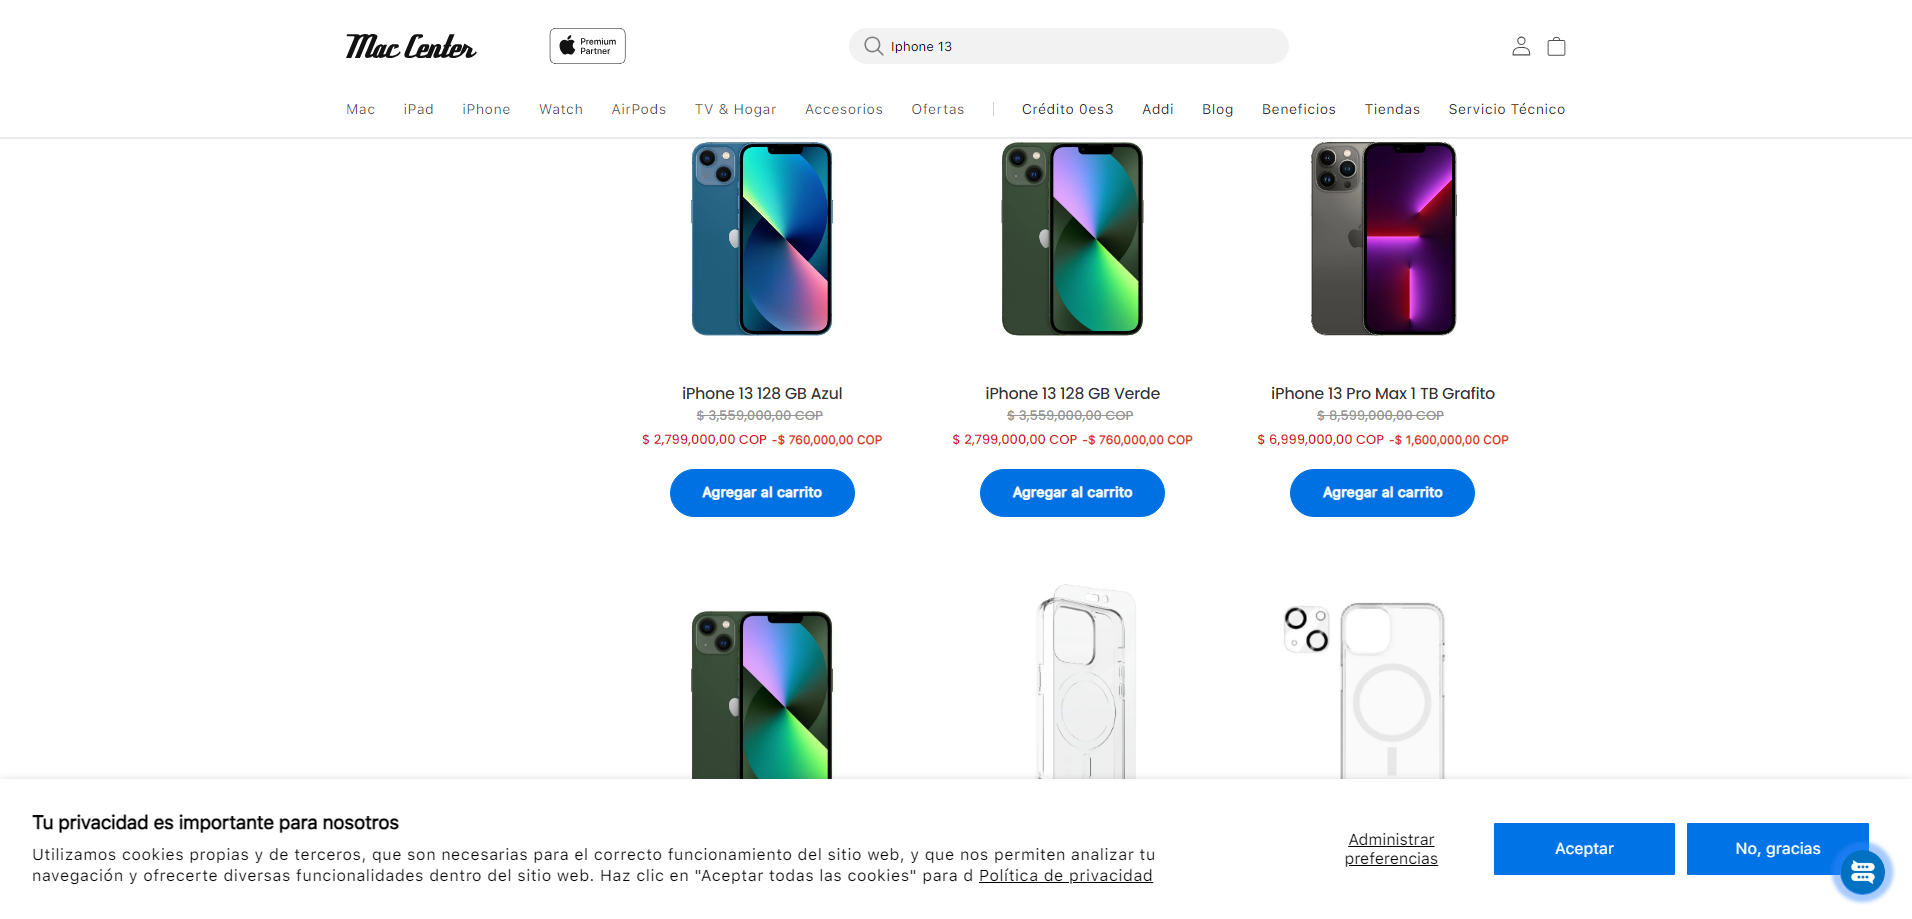 Mac Center
Premium
Partner
Iphone 13
Mac iPad iPhone Watch AirPods TV & Hogar Accesorios Ofertas Crédito 0es3 Addi Blog Beneficios Tiendas Servicio Técnico
iPhone 13 128 GB Azul
$ 3,559,000,00 COP
$ 2,799,000,00 COP -$ 760,000,00 COP
Agregar al carrito
iPhone 13 128 GB Verde
$ 3,559,000,00 COP
$ 2,799,000,00 COP -$ 760,000,00 COP
Agregar al carrito
iPhone 13 Pro Max 1 TB Grafito
$ 8,599,000,00 COP
$ 6,999,000,00 COP -$ 1,600,000,00 COP
Agregar al carrito
Tu privacidad es importante para nosotros
Utilizamos cookies propias y de terceros, que son necesarias para el correcto funcionamiento del sitio web, y que nos permiten analizar tu
navegación y ofrecerte diversas funcionalidades dentro del sitio web. Haz clic en "Aceptar todas las cookies" para d Política de privacidad
Administrar
preferencias
Aceptar
No, gracias